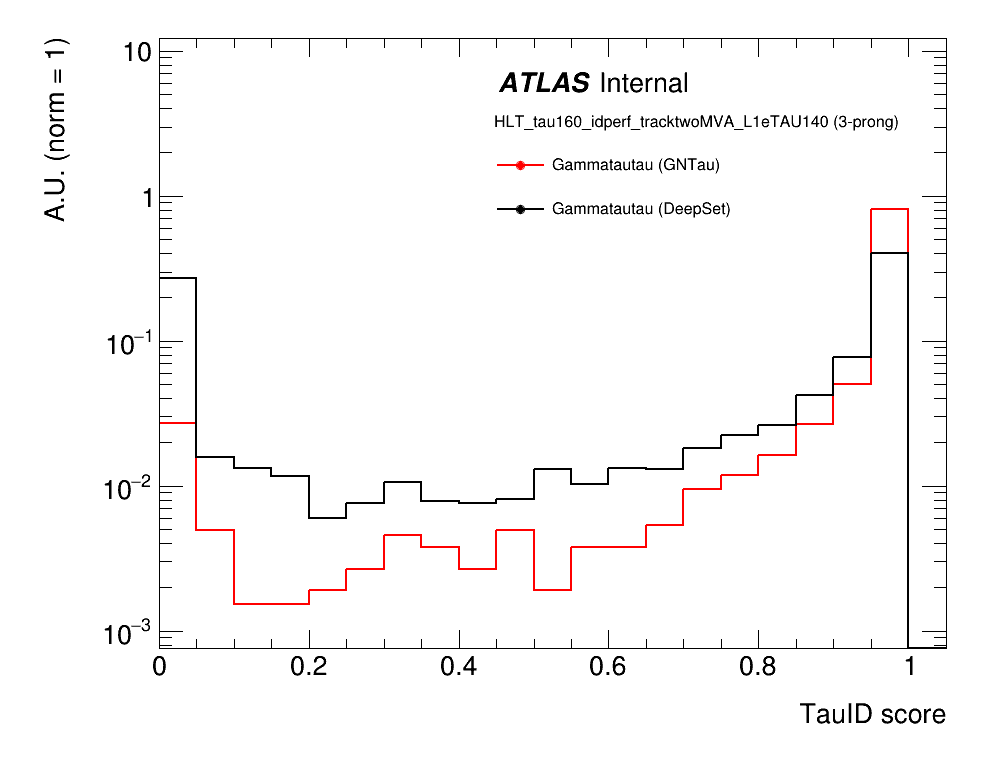 A.U. (norm = 1)
10
1
10⁻¹
10⁻²
10⁻³
ATLAS Internal
HLT_tau160_idperf_tracktwoMVA_L1eTAU140 (3-prong)
Gammatautau (GNTau)
Gammatautau (DeepSet)
0 0.2 0.4 0.6 0.8 1
TauID score